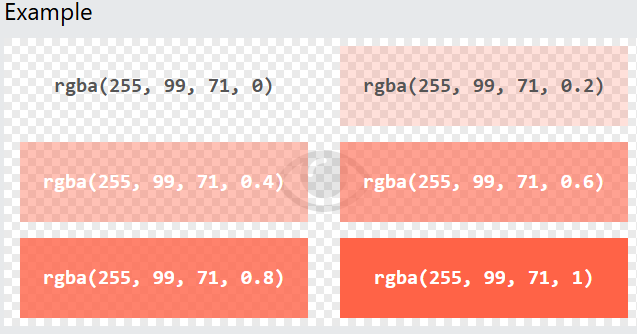 Example
rgba(255, 99, 71, 0)
rgba(255, 99, 71, 0.2)
rgba(255, 99, 71, 0.4)
rgba(255, 99, 71, 0.6)
rgba(255, 99, 71, 0.8)
rgba(255, 99, 71, 1)